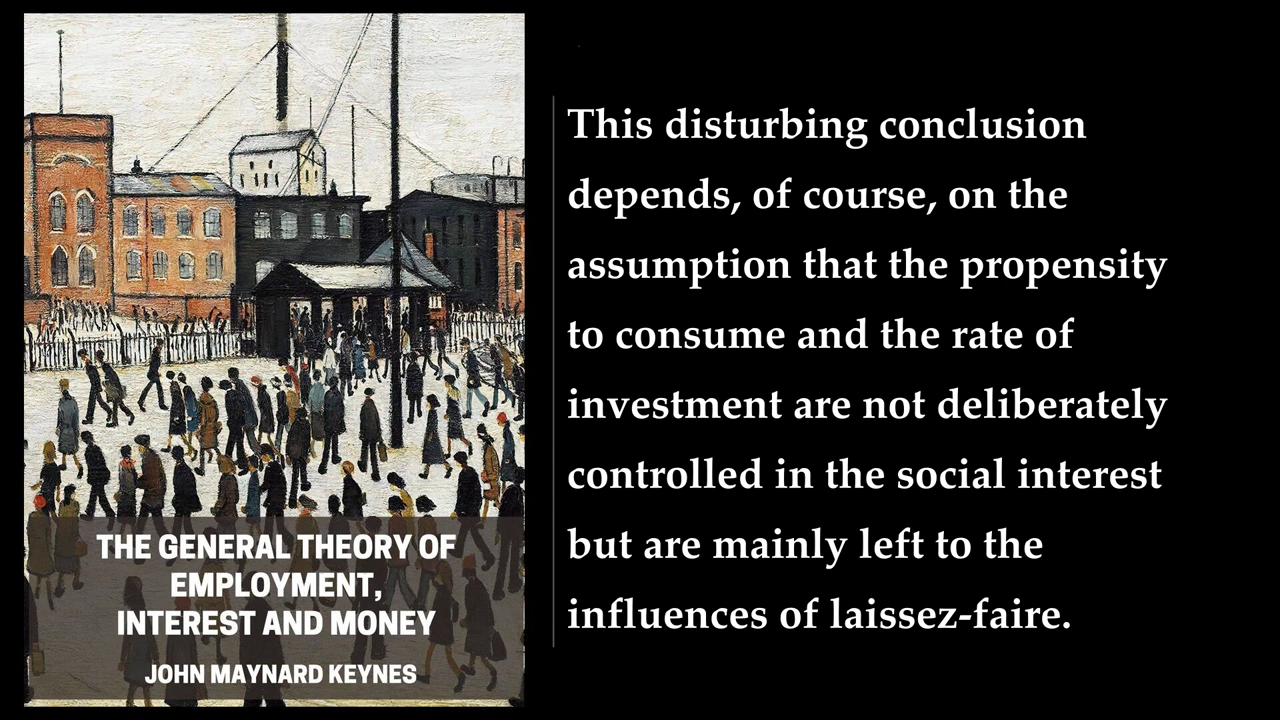 THE GENERAL THEORY OF
EMPLOYMENT,
INTEREST AND MONEY
JOHN MAYNARD KEYNES
This disturbing conclusion
depends, of course, on the
assumption that the propensity
to consume and the rate of
investment are not deliberately
controlled in the social interest
but are mainly left to the
influences of laissez-faire.